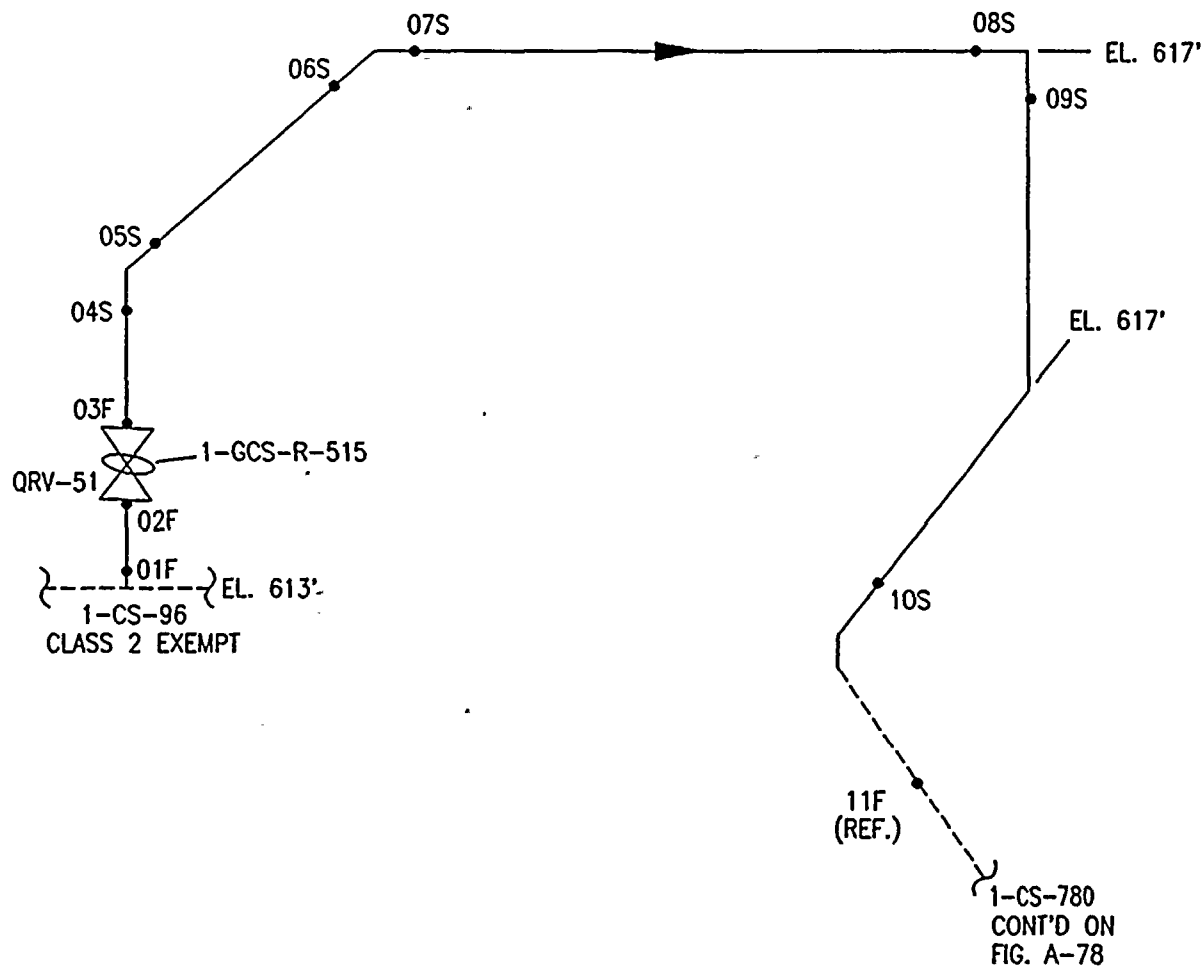 07S
08S
EL. 617'
06S
09S
05S
04S
EL. 617'
03F
1-GCS-R-515
QRV-51
02F
01F
EL. 613'
1-CS-96
CLASS 2 EXEMPT
10S
11F
(REF.)
1-CS-780
CONT'D ON
FIG. A-78